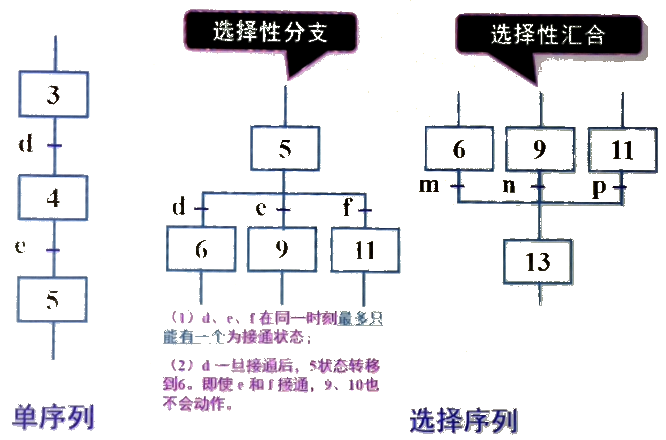 选择性分支
选择性汇合
3
d
4
e
5
5
d
e
f
6
9
11
(1) d、e、f 在同一时刻最多只
能有一个为接通状态;
(2) d 一旦接通后,5状态转移
到6。即使 e 和 f 接通,9、10也
不会动作。
6
9
11
m
n
p
13
单序列
选择序列